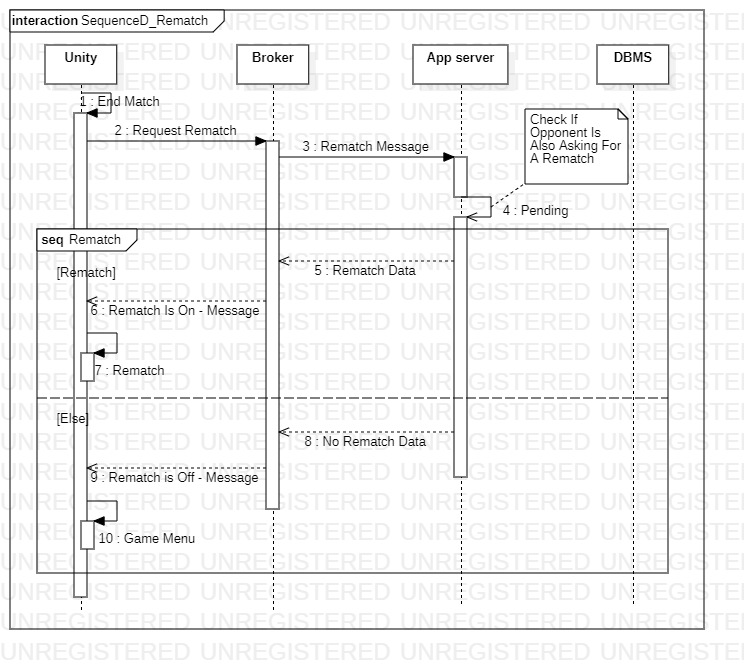 interaction SequenceD_Rematch
Unity
Broker
App server
DBMS
1 : End Match
2 : Request Rematch
3 : Rematch Message
Check If
Opponent Is
Also Asking For
A Rematch
4 : Pending
seq Rematch
5 : Rematch Data
[Rematch]
6 : Rematch Is On - Message
7 : Rematch
[Else]
8 : No Rematch Data
9 : Rematch is Off - Message
10 : Game Menu
UNREGISTERED UNREGISTERED UNREGISTERED UNREGISTERED